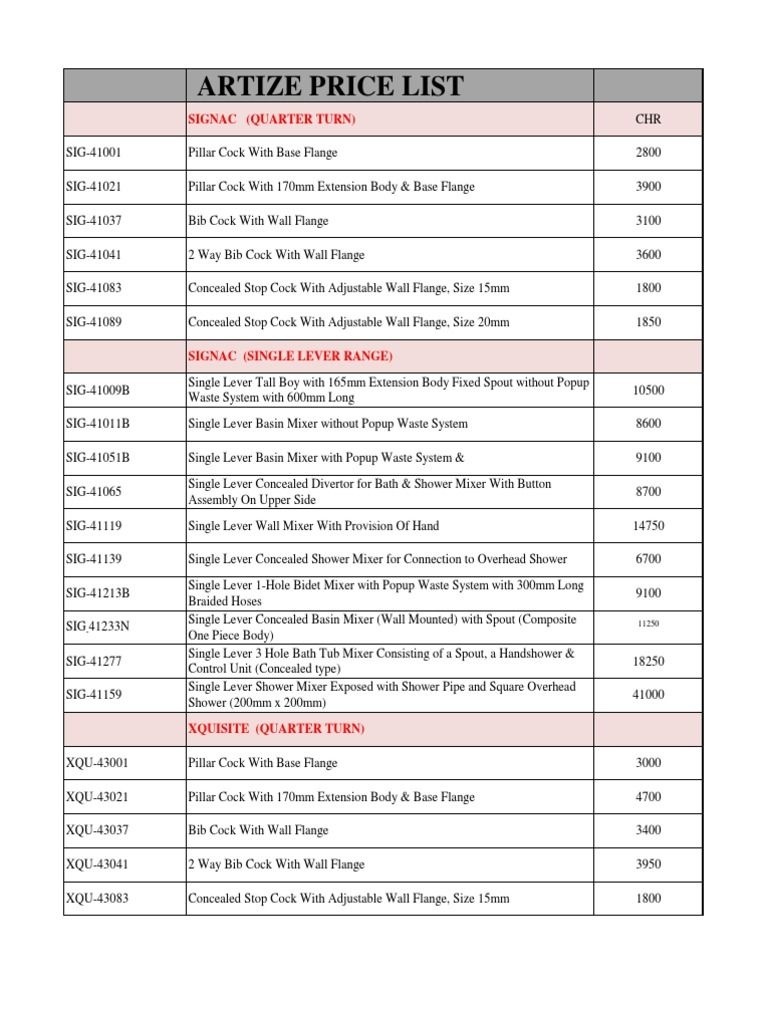 ARTIZE PRICE LIST
SIGNAC (QUARTER TURN) CHR
SIG-41001 Pillar Cock With Base Flange 2800
SIG-41021 Pillar Cock With 170mm Extension Body & Base Flange 3900
SIG-41037 Bib Cock With Wall Flange 3100
SIG-41041 2 Way Bib Cock With Wall Flange 3600
SIG-41083 Concealed Stop Cock With Adjustable Wall Flange, Size 15mm 1800
SIG-41089 Concealed Stop Cock With Adjustable Wall Flange, Size 20mm 1850
SIGNAC (SINGLE LEVER RANGE)
SIG-41009B Single Lever Tall Boy with 165mm Extension Body Fixed Spout without Popup
Waste System with 600mm Long 10500
SIG-41011B Single Lever Basin Mixer without Popup Waste System 8600
SIG-41051B Single Lever Basin Mixer with Popup Waste System & 9100
SIG-41065 Single Lever Concealed Divertor for Bath & Shower Mixer With Button
Assembly On Upper Side 8700
SIG-41119 Single Lever Wall Mixer With Provision Of Hand 14750
SIG-41139 Single Lever Concealed Shower Mixer for Connection to Overhead Shower 6700
SIG-41213B Single Lever 1-Hole Bidet Mixer with Popup Waste System with 300mm Long
Braided Hoses 9100
SIG-41233N Single Lever Concealed Basin Mixer (Wall Mounted) with Spout (Composite
One Piece Body) 11250
SIG-41277 Single Lever 3 Hole Bath Tub Mixer Consisting of a Spout, a Handshower &
Control Unit (Concealed type) 18250
SIG-41159 Single Lever Shower Mixer Exposed with Shower Pipe and Square Overhead
Shower (200mm x 200mm) 41000
XQUISITE (QUARTER TURN)
XQU-43001 Pillar Cock With Base Flange 3000
XQU-43021 Pillar Cock With 170mm Extension Body & Base Flange 4700
XQU-43037 Bib Cock With Wall Flange 3400
XQU-43041 2 Way Bib Cock With Wall Flange 3950
XQU-43083 Concealed Stop Cock With Adjustable Wall Flange, Size 15mm 1800